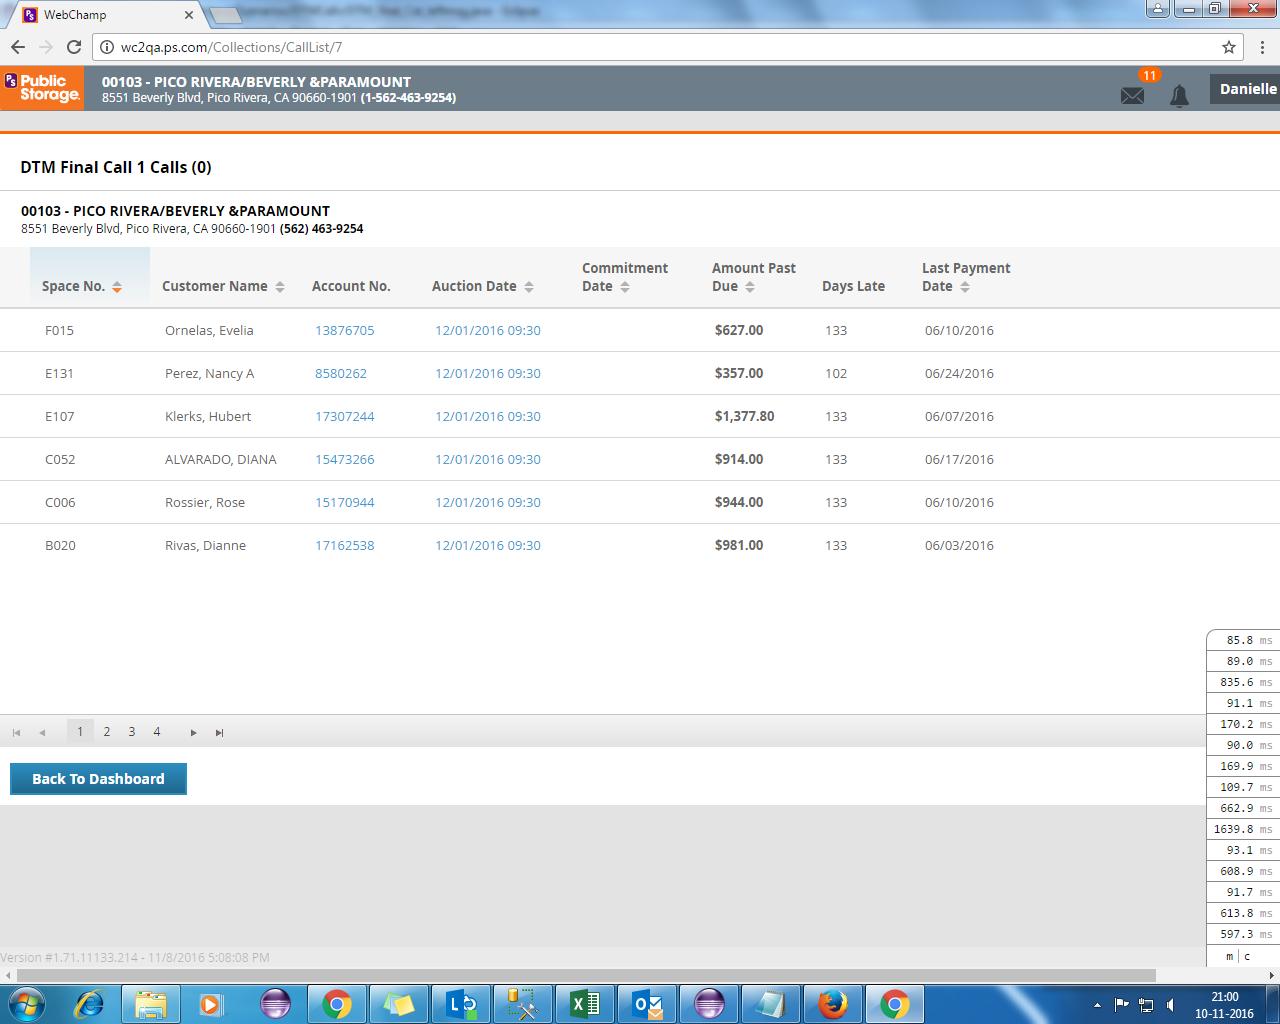 WebChamp
wc2qa.ps.com/Collections/CallList/7
PS Public Storage.
00103 - PICO RIVERA/BEVERLY &PARAMOUNT
8551 Beverly Blvd, Pico Rivera, CA 90660-1901 (1-562-463-9254)
11
Danielle
DTM Final Call 1 Calls (0)
00103 - PICO RIVERA/BEVERLY &PARAMOUNT
8551 Beverly Blvd, Pico Rivera, CA 90660-1901 (562) 463-9254
Space No. Customer Name Account No. Auction Date Commitment Date Amount Past Due Days Late Last Payment Date
F015 Ornelas, Evelia 13876705 12/01/2016 09:30 $627.00 133 06/10/2016
E131 Perez, Nancy A 8580262 12/01/2016 09:30 $357.00 102 06/24/2016
E107 Klerks, Hubert 17307244 12/01/2016 09:30 $1,377.80 133 06/07/2016
C052 ALVARADO, DIANA 15473266 12/01/2016 09:30 $914.00 133 06/17/2016
C006 Rossier, Rose 15170944 12/01/2016 09:30 $944.00 133 06/10/2016
B020 Rivas, Dianne 17162538 12/01/2016 09:30 $981.00 133 06/03/2016
85.8 ms
89.0 ms
835.6 ms
91.1 ms
170.2 ms
90.0 ms
169.9 ms
109.7 ms
662.9 ms
1639.8 ms
93.1 ms
608.9 ms
91.7 ms
613.8 ms
597.3 ms
m | c
1 2 3 4
Back To Dashboard
Version #1.71.11133.214 - 11/8/2016 5:08:08 PM
21:00
10-11-2016